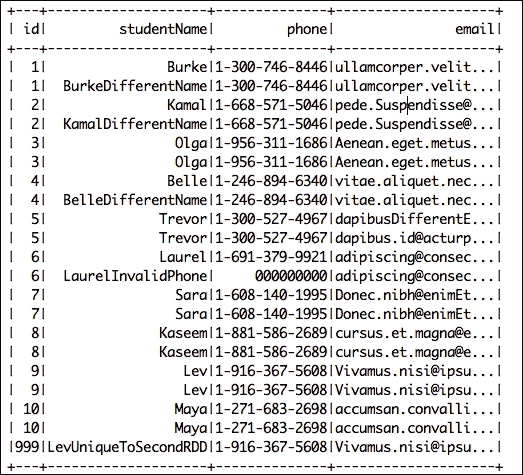 +---+--------------------+--------------+--------------------+
| id|         studentName|         phone|               email|
+---+--------------------+--------------+--------------------+
|  1|               Burke|1-300-746-8446|ullamcorper.velit...|
|  1|  BurkeDifferentName|1-300-746-8446|ullamcorper.velit...|
|  2|               Kamal|1-668-571-5046|pede.Suspendisse@...|
|  2|  KamalDifferentName|1-668-571-5046|pede.Suspendisse@...|
|  3|                Olga|1-956-311-1686|Aenean.eget.metus...|
|  3|                Olga|1-956-311-1686|Aenean.eget.metus...|
|  4|               Belle|1-246-894-6340|vitae.aliquet.nec...|
|  4|  BelleDifferentName|1-246-894-6340|vitae.aliquet.nec...|
|  5|              Trevor|1-300-527-4967|dapibusDifferentE...|
|  5|              Trevor|1-300-527-4967|dapibus.id@acturp...|
|  6|              Laurel|1-691-379-9921|adipiscing@consec...|
|  6|  LaurelInvalidPhone|     000000000|adipiscing@consec...|
|  7|                Sara|1-608-140-1995|Donec.nibh@enimEt...|
|  7|                Sara|1-608-140-1995|Donec.nibh@enimEt...|
|  8|              Kaseem|1-881-586-2689|cursus.et.magna@e...|
|  8|              Kaseem|1-881-586-2689|cursus.et.magna@e...|
|  9|                 Lev|1-916-367-5608|Vivamus.nisi@ipsu...|
|  9|                 Lev|1-916-367-5608|Vivamus.nisi@ipsu...|
| 10|                Maya|1-271-683-2698|accumsan.convalli...|
| 10|                Maya|1-271-683-2698|accumsan.convalli...|
|999|LevUniqueToSecondRDD|1-916-367-5608|Vivamus.nisi@ipsu...|
+---+--------------------+--------------+--------------------+